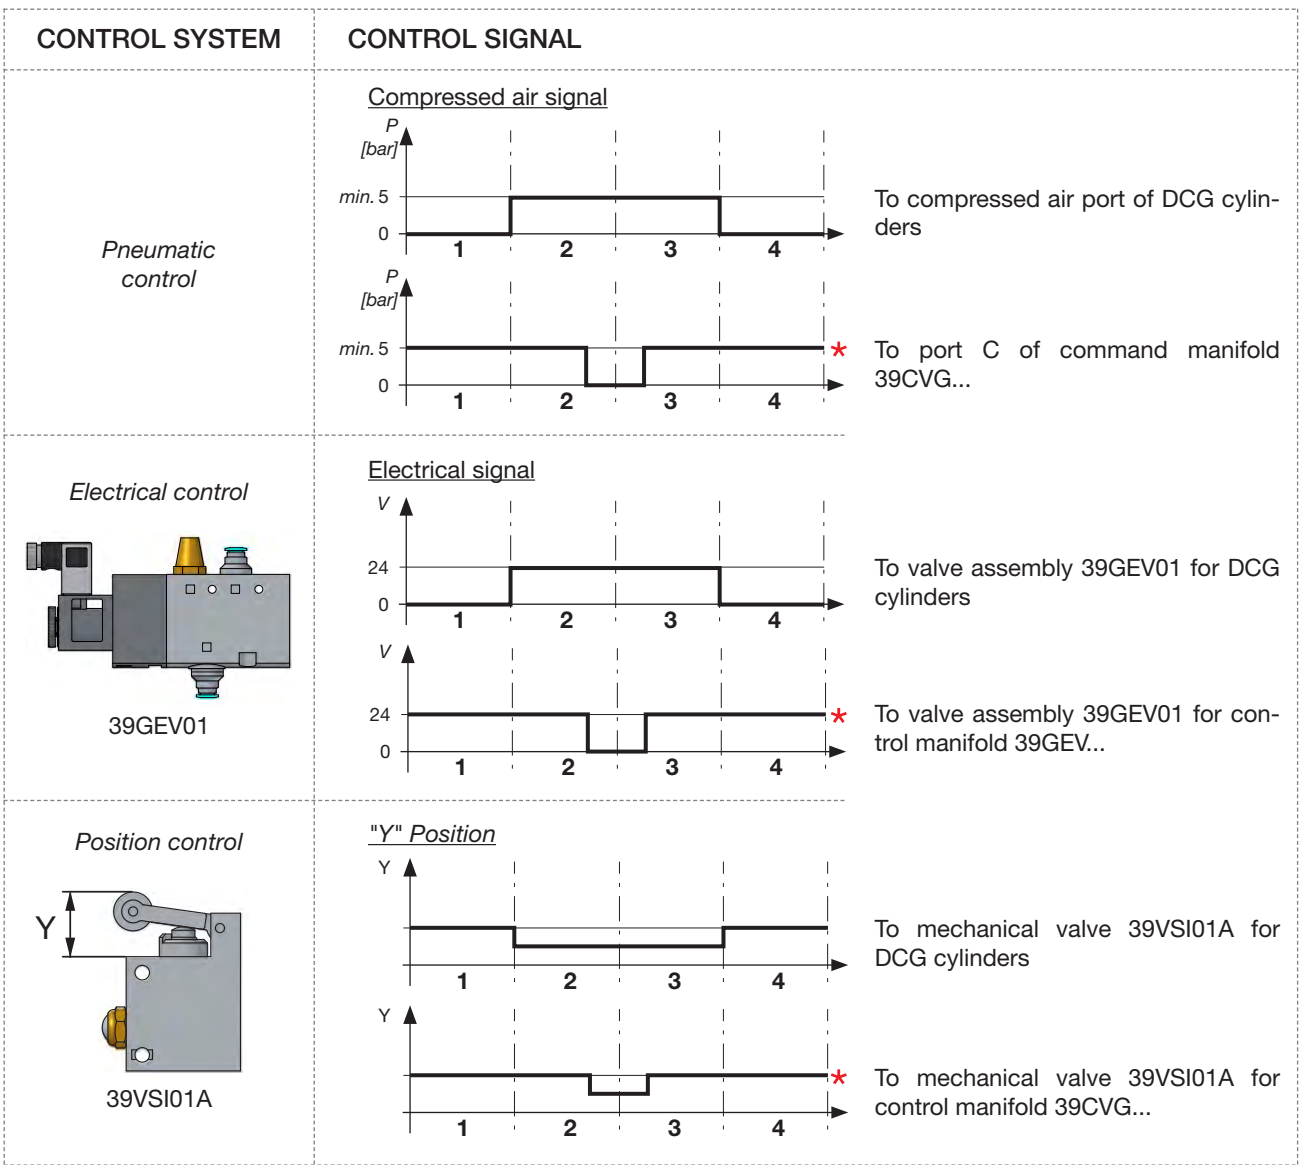 CONTROL SYSTEM
CONTROL SIGNAL
Pneumatic
control
Compressed air signal
P
[bar]
min. 5
0
1 2 3 4
To compressed air port of DCG cylin-
ders
P
[bar]
min. 5
0
1 2 3 4
*
To port C of command manifold
39CVG...
Electrical control
39GEV01
Electrical signal
V
24
0
1 2 3 4
To valve assembly 39GEV01 for DCG
cylinders
V
24
0
1 2 3 4
*
To valve assembly 39GEV01 for con-
trol manifold 39GEV...
Position control
Y
39VSI01A
"Y" Position
Y
1 2 3 4
To mechanical valve 39VSI01A for
DCG cylinders
Y
1 2 3 4
*
To mechanical valve 39VSI01A for
control manifold 39CVG...